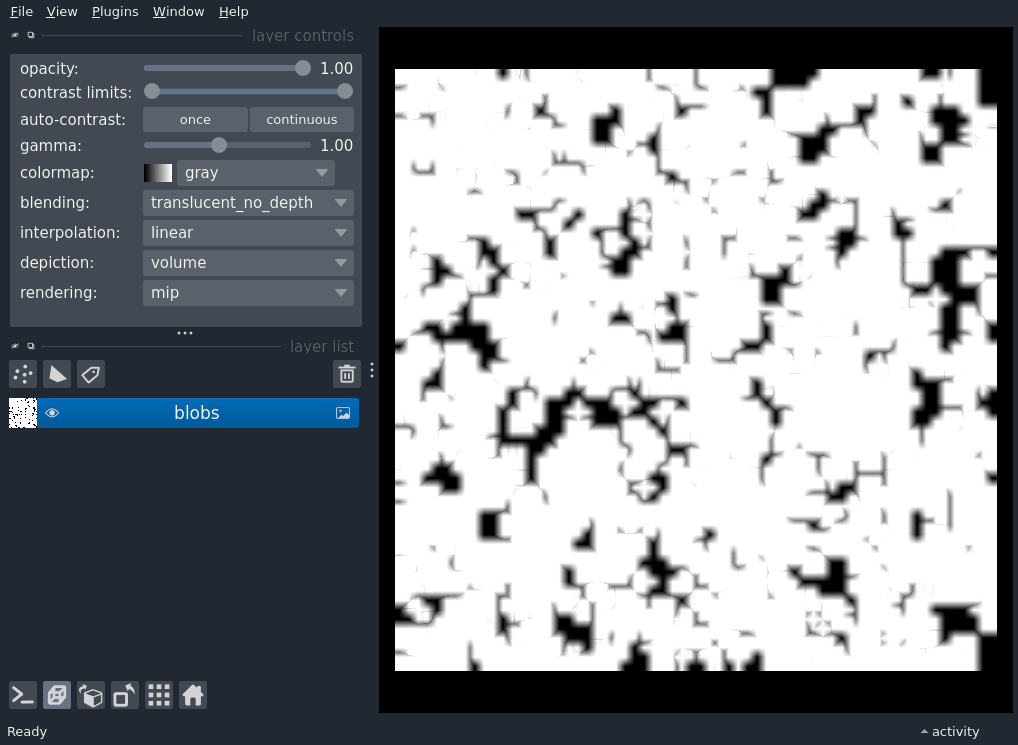 File View Plugins Window Help
layer controls
opacity: 1.00
contrast limits:
auto-contrast: once continuous
gamma: 1.00
colormap: gray
blending: translucent_no_depth
interpolation: linear
depiction: volume
rendering: mip
layer list
blobs
Ready activity